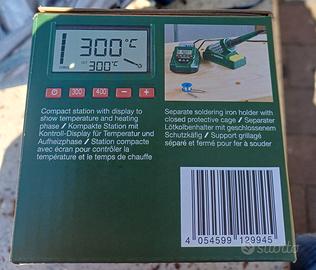 300°C
SET 300°C
300 400 − +
Compact station with display to
show temperature and heating
phase / Kompakte Station mit
Kontroll-Display für Temperatur und
Aufheizphase / Station compacte
avec écran pour contrôler la
température et le temps de chauffe
Separate soldering iron holder with
closed protective cage / Separater
Lötkolbenhalter mit geschlossenem
Schutzkäfig / Support grillagé
séparé et fermé pour fer à souder
4 054599 129945
subito